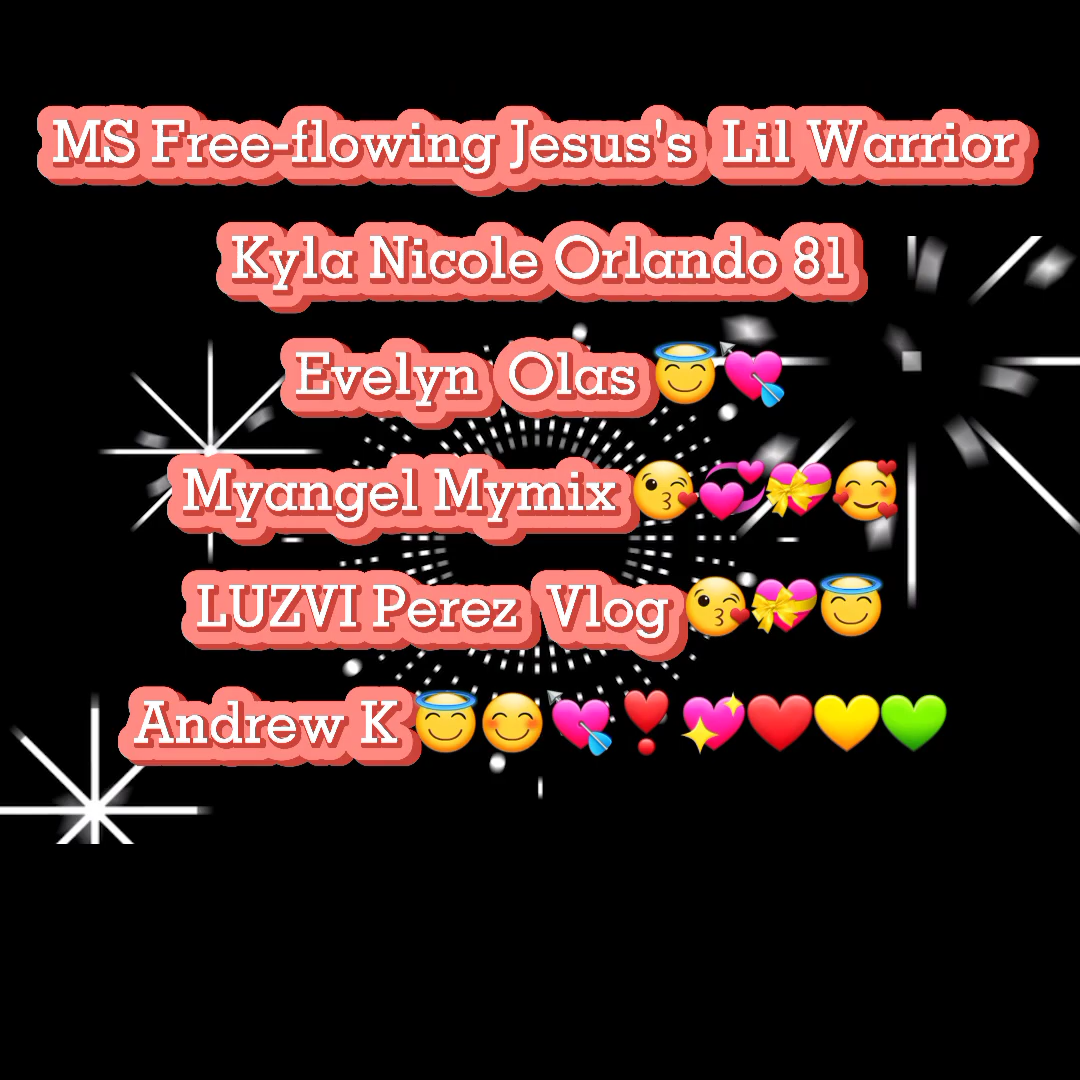 MS Free-flowing Jesus's  Lil Warrior
Kyla Nicole Orlando 81
Evelyn  Olas 😇💘
Myangel Mymix😘💞💝🥰
LUZVI Perez  Vlog😘💝😇
Andrew K😇😊💘❣️💖❤️💛💚